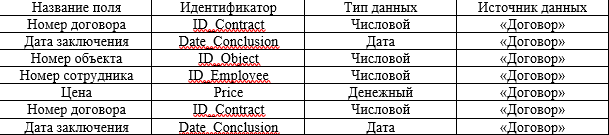 Название поля Идентификатор Тип данных Источник данных
Номер договора ID_Contract Числовой «Договор»
Дата заключения Date_Conclusion Дата «Договор»
Номер объекта ID_Object Числовой «Договор»
Номер сотрудника ID_Employee Числовой «Договор»
Цена Price Денежный «Договор»
Номер договора ID_Contract Числовой «Договор»
Дата заключения Date_Conclusion Дата «Договор»